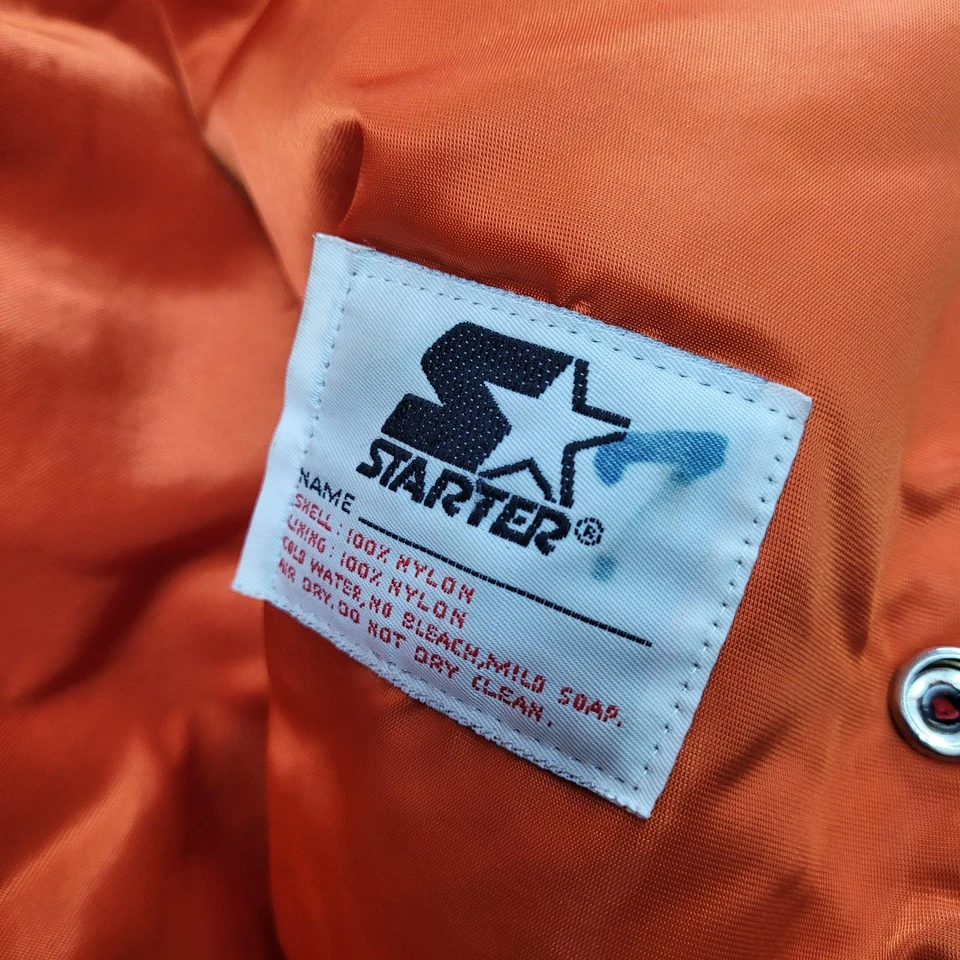 STARTER®
NAME
SHELL: 100% NYLON
LINING: 100% NYLON
COLD WATER, NO BLEACH, MILD SOAP.
AIR DRY. DO NOT DRY CLEAN.